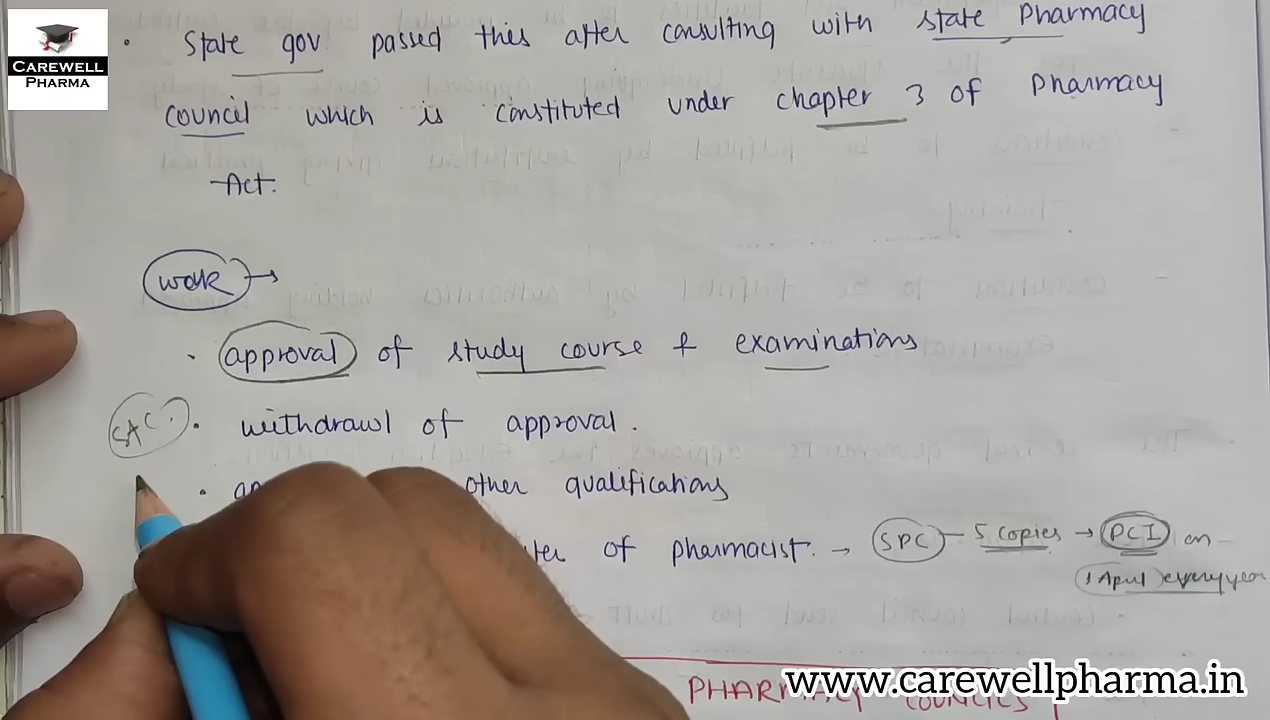 CAREWELL
PHARMA
• State gov passed this after consulting with state Pharmacy
council which is constituted under chapter 3 of Pharmacy
Act.
work →
• approval of study course & examinations
SAC. • withdrawl of approval.
• other qualifications
of pharmacist. → SPC — 5 copies → PCI on
1 April every year
PHARMACY COUNCILS
www.carewellpharma.in